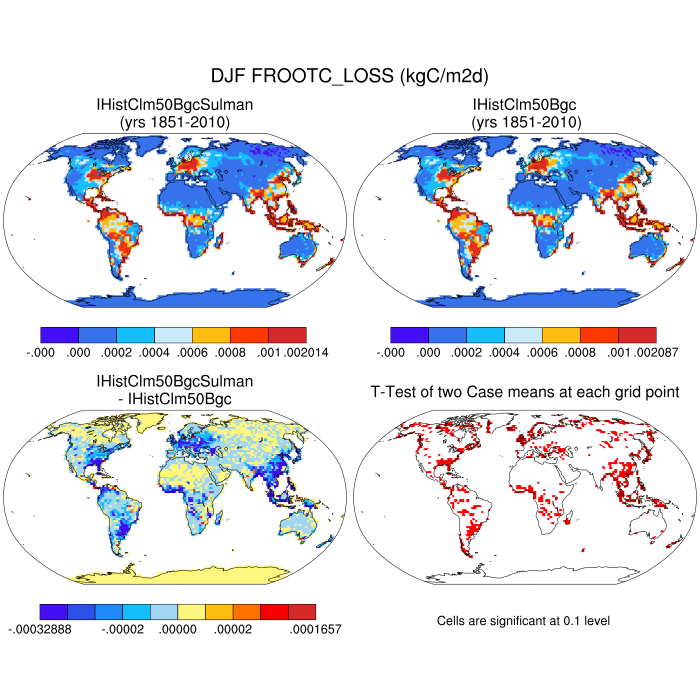 DJF FROOTC_LOSS (kgC/m2d)
IHistClm50BgcSulman
(yrs 1851-2010)
IHistClm50Bgc
(yrs 1851-2010)
-.000 .000 .0002 .0004 .0006 .0008 .001.002014
-.000 .000 .0002 .0004 .0006 .0008 .001.002087
IHistClm50BgcSulman
- IHistClm50Bgc
T-Test of two Case means at each grid point
-.00032888 -.00002 .00000 .00002 .0001657
Cells are significant at 0.1 level